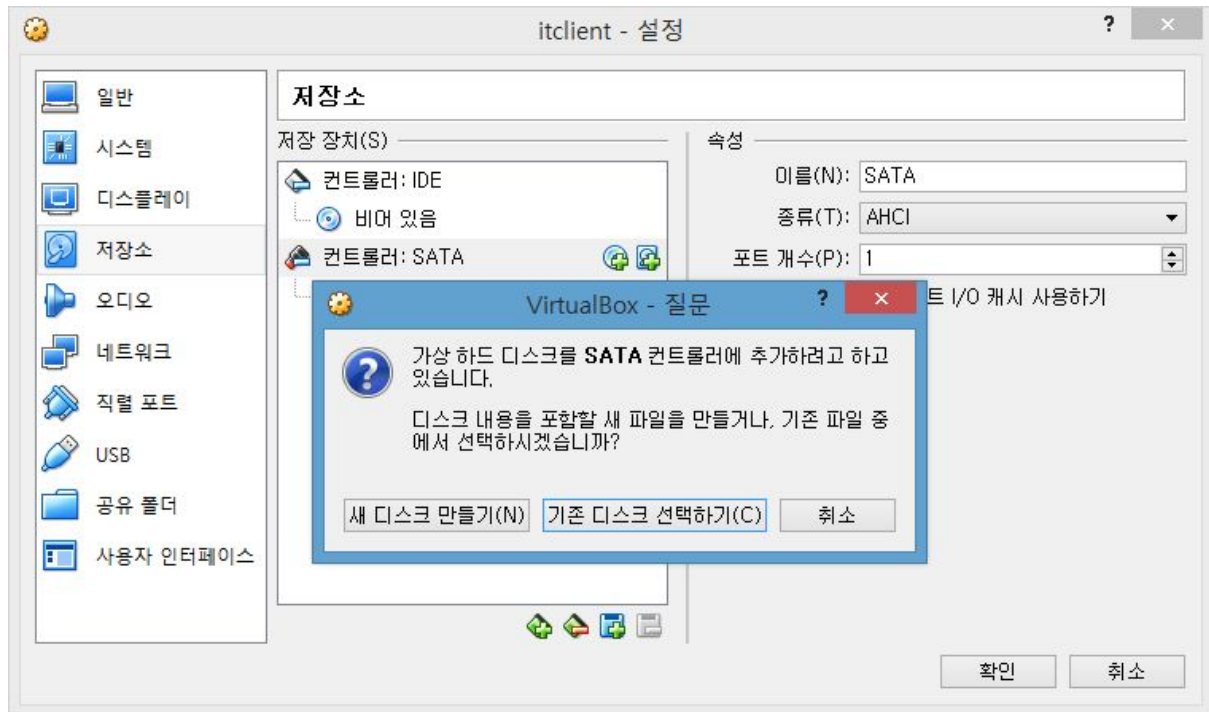 itclient - 설정
?
×
일반
시스템
디스플레이
저장소
오디오
네트워크
직렬 포트
USB
공유 폴더
사용자 인터페이스
저장소
저장 장치(S)
컨트롤러: IDE
비어 있음
컨트롤러: SATA
속성
이름(N): SATA
종류(T): AHCI
포트 개수(P): 1
트 I/O 캐시 사용하기
VirtualBox - 질문
?
×
가상 하드 디스크를 SATA 컨트롤러에 추가하려고 하고
있습니다.
디스크 내용을 포함할 새 파일을 만들거나, 기존 파일 중
에서 선택하시겠습니까?
새 디스크 만들기(N)
기존 디스크 선택하기(C)
취소
확인
취소